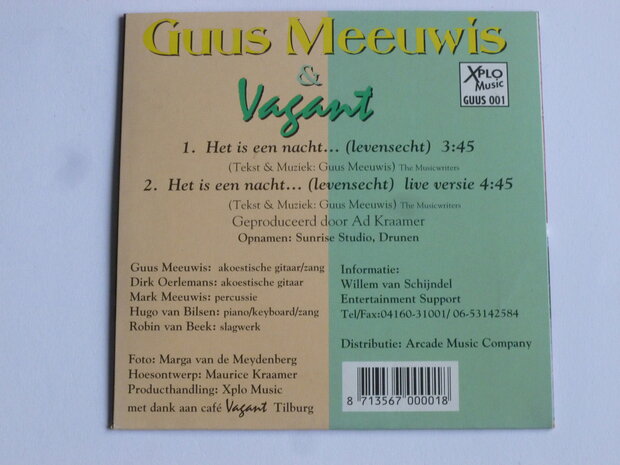 Guus Meeuwis
&
Vagant
XPLO
Music
GUUS 001
1. Het is een nacht... (levensecht) 3:45
(Tekst & Muziek: Guus Meeuwis) The Musicwriters
2. Het is een nacht... (levensecht) live versie 4:45
(Tekst & Muziek: Guus Meeuwis) The Musicwriters
Geproduceerd door Ad Kraamer
Opnamen: Sunrise Studio, Drunen
Guus Meeuwis: akoestische gitaar/zang
Dirk Oerlemans: akoestische gitaar
Mark Meeuwis: percussie
Hugo van Bilsen: piano/keyboard/zang
Robin van Beek: slagwerk
Informatie:
Willem van Schijndel
Entertainment Support
Tel/Fax:04160-31001/ 06-53142584
Distributie: Arcade Music Company
Foto: Marga van de Meydenberg
Hoesontwerp: Maurice Kraamer
Producthandling: Xplo Music
met dank aan café Vagant Tilburg
8 713567 000018